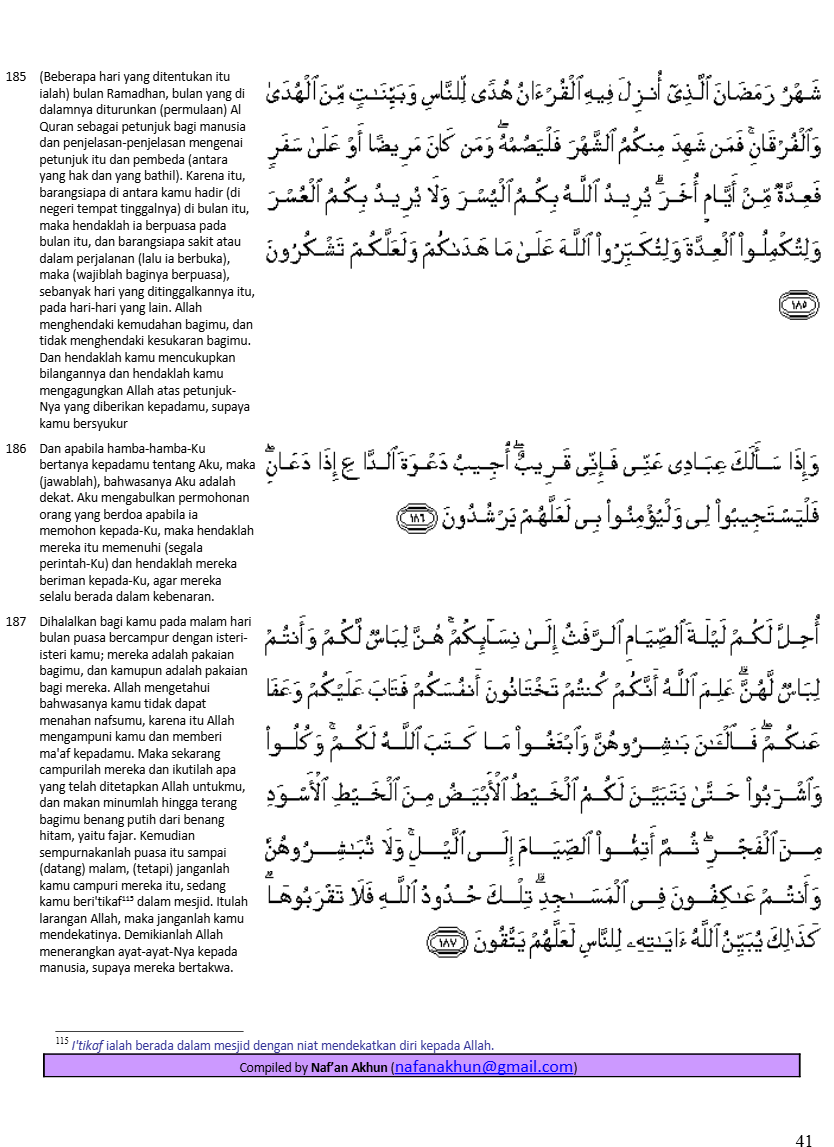 185 (Beberapa hari yang ditentukan itu
ialah) bulan Ramadhan, bulan yang di
dalamnya diturunkan (permulaan) Al
Quran sebagai petunjuk bagi manusia
dan penjelasan-penjelasan mengenai
petunjuk itu dan pembeda (antara
yang hak dan yang bathil). Karena itu,
barangsiapa di antara kamu hadir (di
negeri tempat tinggalnya) di bulan itu,
maka hendaklah ia berpuasa pada
bulan itu, dan barangsiapa sakit atau
dalam perjalanan (lalu ia berbuka),
maka (wajiblah baginya berpuasa),
sebanyak hari yang ditinggalkannya itu,
pada hari-hari yang lain. Allah
menghendaki kemudahan bagimu, dan
tidak menghendaki kesukaran bagimu.
Dan hendaklah kamu mencukupkan
bilangannya dan hendaklah kamu
mengagungkan Allah atas petunjuk-
Nya yang diberikan kepadamu, supaya
kamu bersyukur
شَهْرُ رَمَضَانَ ٱلَّذِىٓ أُنزِلَ فِيهِ ٱلْقُرْءَانُ هُدًى لِّلنَّاسِ وَبَيِّنَـٰتٍ مِّنَ ٱلْهُدَىٰ
وَٱلْفُرْقَانِ ۚ فَمَن شَهِدَ مِنكُمُ ٱلشَّهْرَ فَلْيَصُمْهُ ۖ وَمَن كَانَ مَرِيضًا أَوْ عَلَىٰ سَفَرٍ
فَعِدَّةٌ مِّنْ أَيَّامٍ أُخَرَ ۗ يُرِيدُ ٱللَّهُ بِكُمُ ٱلْيُسْرَ وَلَا يُرِيدُ بِكُمُ ٱلْعُسْرَ
وَلِتُكْمِلُوا۟ ٱلْعِدَّةَ وَلِتُكَبِّرُوا۟ ٱللَّهَ عَلَىٰ مَا هَدَىٰكُمْ وَلَعَلَّكُمْ تَشْكُرُونَ
١٨٥
186 Dan apabila hamba-hamba-Ku
bertanya kepadamu tentang Aku, maka
(jawablah), bahwasanya Aku adalah
dekat. Aku mengabulkan permohonan
orang yang berdoa apabila ia
memohon kepada-Ku, maka hendaklah
mereka itu memenuhi (segala
perintah-Ku) dan hendaklah mereka
beriman kepada-Ku, agar mereka
selalu berada dalam kebenaran.
وَإِذَا سَأَلَكَ عِبَادِى عَنِّى فَإِنِّى قَرِيبٌ ۖ أُجِيبُ دَعْوَةَ ٱلدَّاعِ إِذَا دَعَانِ ۖ
فَلْيَسْتَجِيبُوا۟ لِى وَلْيُؤْمِنُوا۟ بِى لَعَلَّهُمْ يَرْشُدُونَ ١٨٦
187 Dihalalkan bagi kamu pada malam hari
bulan puasa bercampur dengan isteri-
isteri kamu; mereka adalah pakaian
bagimu, dan kamupun adalah pakaian
bagi mereka. Allah mengetahui
bahwasanya kamu tidak dapat
menahan nafsumu, karena itu Allah
mengampuni kamu dan memberi
ma'af kepadamu. Maka sekarang
campurilah mereka dan ikutilah apa
yang telah ditetapkan Allah untukmu,
dan makan minumlah hingga terang
bagimu benang putih dari benang
hitam, yaitu fajar. Kemudian
sempurnakanlah puasa itu sampai
(datang) malam, (tetapi) janganlah
kamu campuri mereka itu, sedang
kamu beri'tikaf¹¹⁵ dalam mesjid. Itulah
larangan Allah, maka janganlah kamu
mendekatinya. Demikianlah Allah
menerangkan ayat-ayat-Nya kepada
manusia, supaya mereka bertakwa.
أُحِلَّ لَكُمْ لَيْلَةَ ٱلصِّيَامِ ٱلرَّفَثُ إِلَىٰ نِسَآئِكُمْ ۚ هُنَّ لِبَاسٌ لَّكُمْ وَأَنتُمْ
لِبَاسٌ لَّهُنَّ ۗ عَلِمَ ٱللَّهُ أَنَّكُمْ كُنتُمْ تَخْتَانُونَ أَنفُسَكُمْ فَتَابَ عَلَيْكُمْ وَعَفَا
عَنكُمْ ۖ فَٱلْـَٔـٰنَ بَـٰشِرُوهُنَّ وَٱبْتَغُوا۟ مَا كَتَبَ ٱللَّهُ لَكُمْ ۚ وَكُلُوا۟
وَٱشْرَبُوا۟ حَتَّىٰ يَتَبَيَّنَ لَكُمُ ٱلْخَيْطُ ٱلْأَبْيَضُ مِنَ ٱلْخَيْطِ ٱلْأَسْوَدِ
مِنَ ٱلْفَجْرِ ۖ ثُمَّ أَتِمُّوا۟ ٱلصِّيَامَ إِلَى ٱلَّيْلِ ۚ وَلَا تُبَـٰشِرُوهُنَّ
وَأَنتُمْ عَـٰكِفُونَ فِى ٱلْمَسَـٰجِدِ ۗ تِلْكَ حُدُودُ ٱللَّهِ فَلَا تَقْرَبُوهَا ۗ
كَذَٰلِكَ يُبَيِّنُ ٱللَّهُ ءَايَـٰتِهِۦ لِلنَّاسِ لَعَلَّهُمْ يَتَّقُونَ ١٨٧
¹¹⁵ I'tikaf ialah berada dalam mesjid dengan niat mendekatkan diri kepada Allah.
Compiled by Naf'an Akhun (nafanakhun@gmail.com)
41